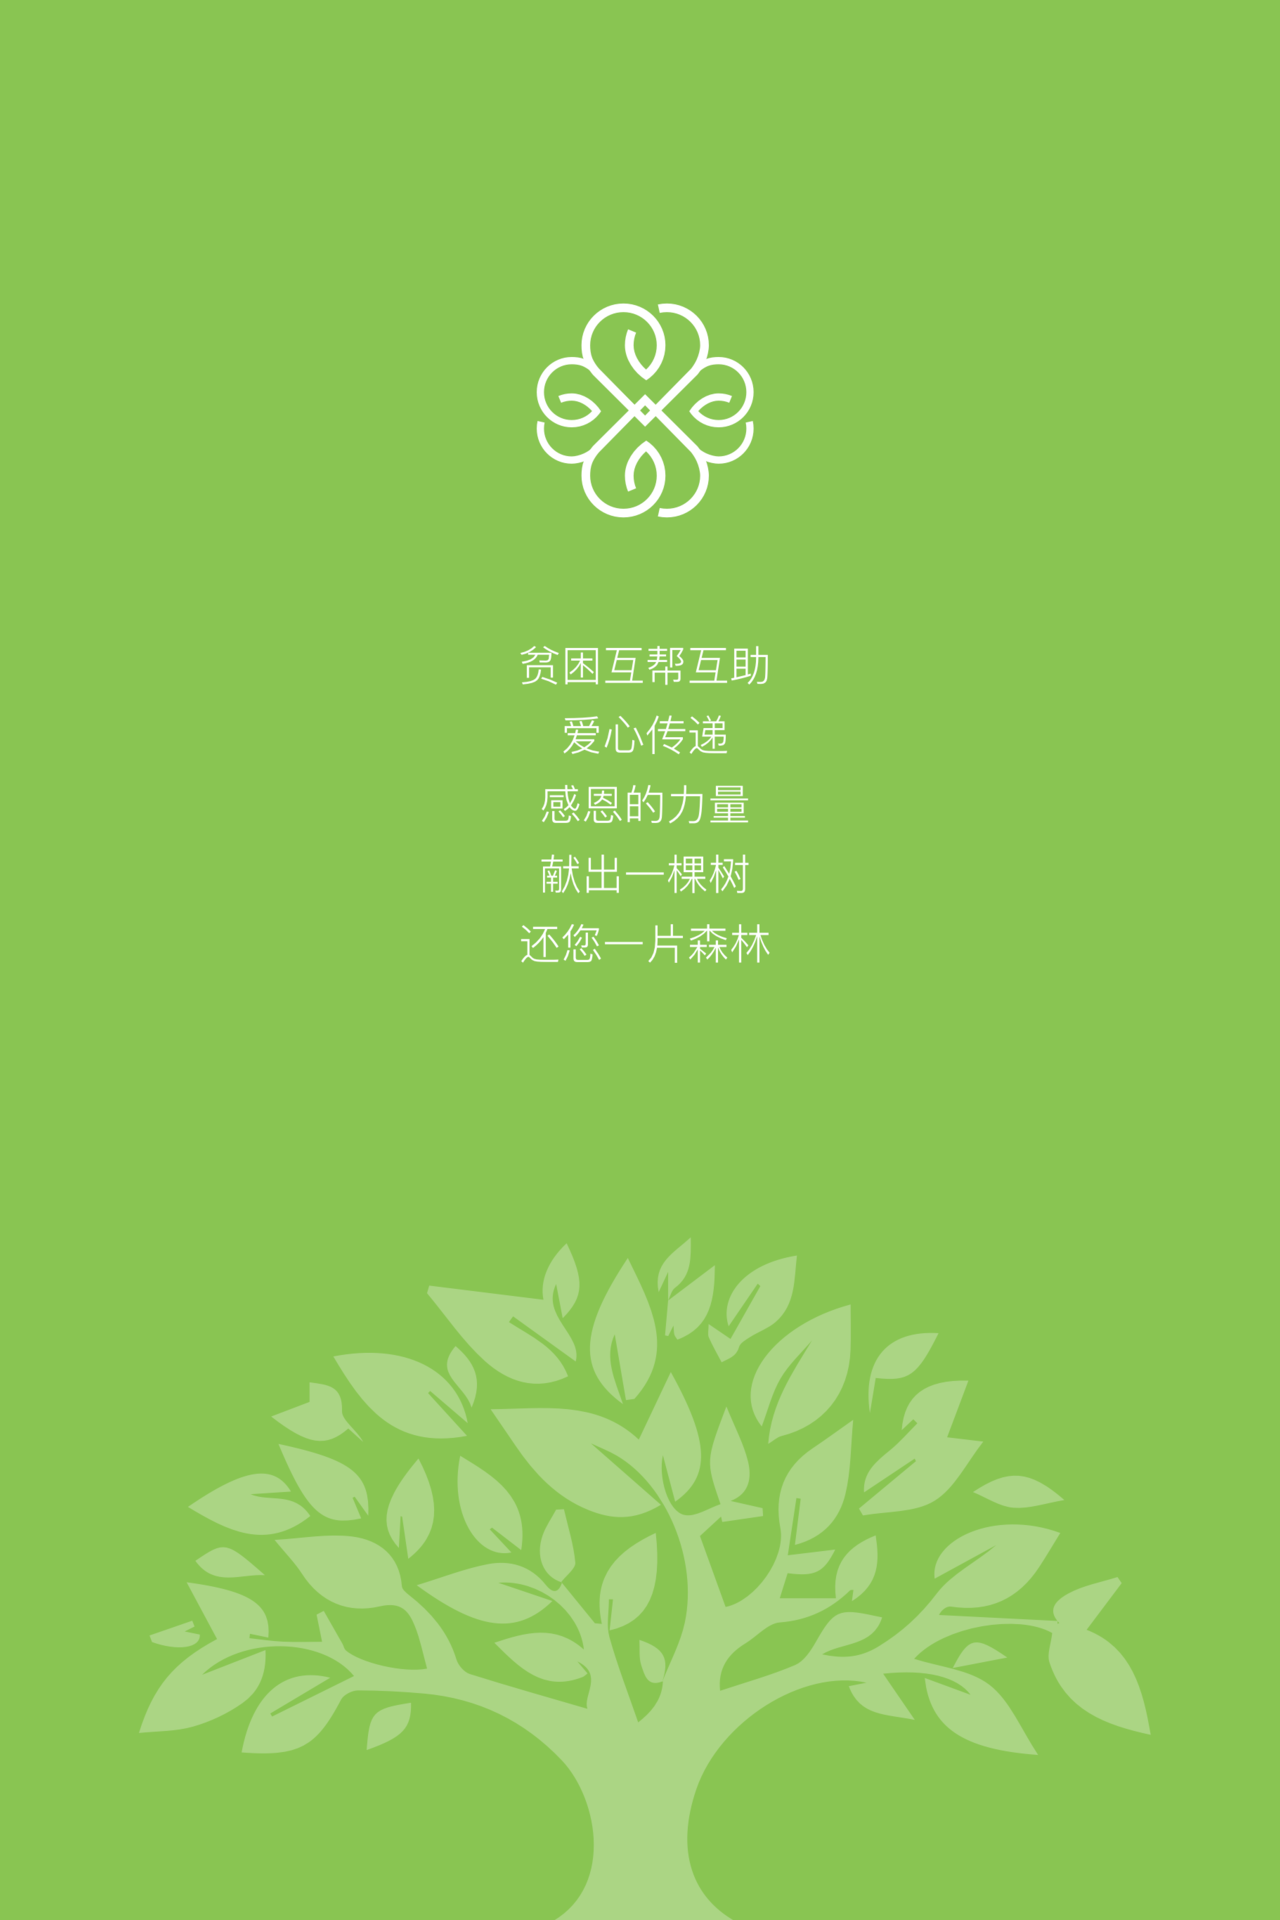 贫困互帮互助
爱心传递
感恩的力量
献出一棵树
还您一片森林